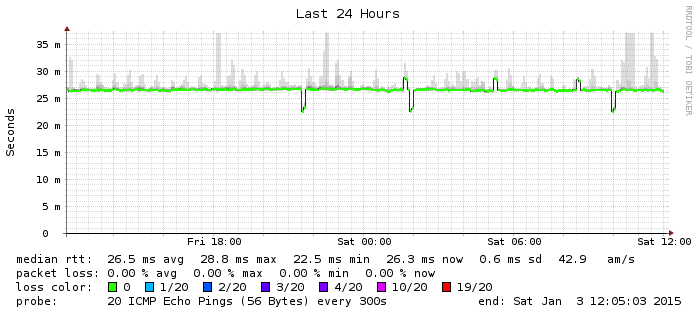 Last 24 Hours
RRDTOOL / TOBI OETIKER
Seconds
35 m
30 m
25 m
20 m
15 m
10 m
5 m
0
Fri 18:00 Sat 00:00 Sat 06:00 Sat 12:00
median rtt: 26.5 ms avg 28.8 ms max 22.5 ms min 26.3 ms now 0.6 ms sd 42.9 am/s
packet loss: 0.00 % avg 0.00 % max 0.00 % min 0.00 % now
loss color: 0 1/20 2/20 3/20 4/20 10/20 19/20
probe: 20 ICMP Echo Pings (56 Bytes) every 300s end: Sat Jan 3 12:05:03 2015